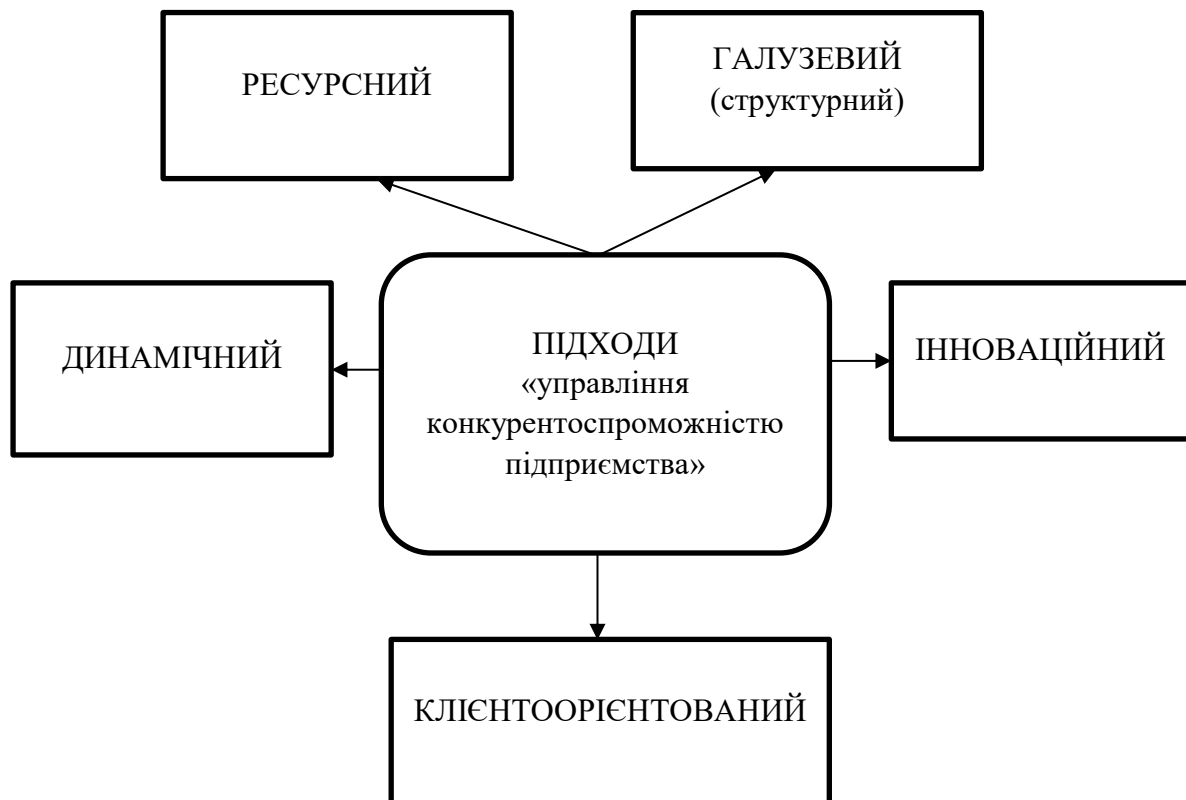 РЕСУРСНИЙ
ГАЛУЗЕВИЙ
(структурний)
ДИНАМІЧНИЙ
ПІДХОДИ
«управління
конкурентоспроможністю
підприємства»
ІННОВАЦІЙНИЙ
КЛІЄНТООРІЄНТОВАНИЙ